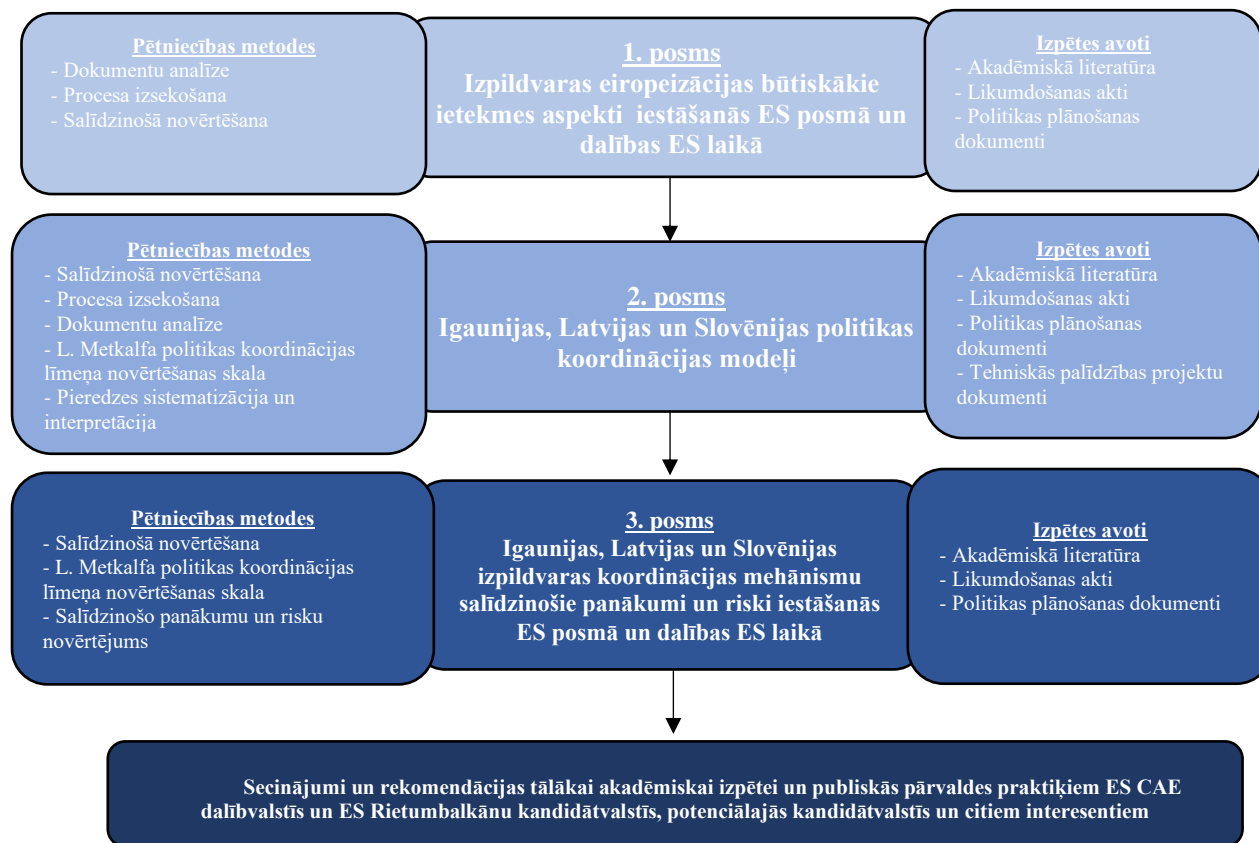 Pētniecības metodes
- Dokumentu analīze
- Procesa izsekošana
- Salīdzinošā novērtēšana
1. posms
Izpildvaras eiropeizācijas būtiskākie
ietekmes aspekti iestāšanās ES posmā un
dalības ES laikā
Izpētes avoti
- Akadēmiskā literatūra
- Likumdošanas akti
- Politikas plānošanas
dokumenti
Pētniecības metodes
- Salīdzinošā novērtēšana
- Procesa izsekošana
- Dokumentu analīze
- L. Metkalfa politikas koordinācijas
līmeņa novērtēšanas skala
- Pieredzes sistematizācija un
interpretācija
2. posms
Igaunijas, Latvijas un Slovēnijas politikas
koordinācijas modeļi
Izpētes avoti
- Akadēmiskā literatūra
- Likumdošanas akti
- Politikas plānošanas
dokumenti
- Tehniskās palīdzības projektu
dokumenti
Pētniecības metodes
- Salīdzinošā novērtēšana
- L. Metkalfa politikas koordinācijas
līmeņa novērtēšanas skala
- Salīdzinošo panākumu un risku
novērtējums
3. posms
Igaunijas, Latvijas un Slovēnijas
izpildvaras koordinācijas mehānismu
salīdzinošie panākumi un riski iestāšanās
ES posmā un dalības ES laikā
Izpētes avoti
- Akadēmiskā literatūra
- Likumdošanas akti
- Politikas plānošanas dokumenti
Secinājumi un rekomendācijas tālākai akadēmiskai izpētei un publiskās pārvaldes praktiķiem ES CAE
dalībvalstīs un ES Rietumbalkānu kandidātvalstīs, potenciālajās kandidātvalstīs un citiem interesentiem